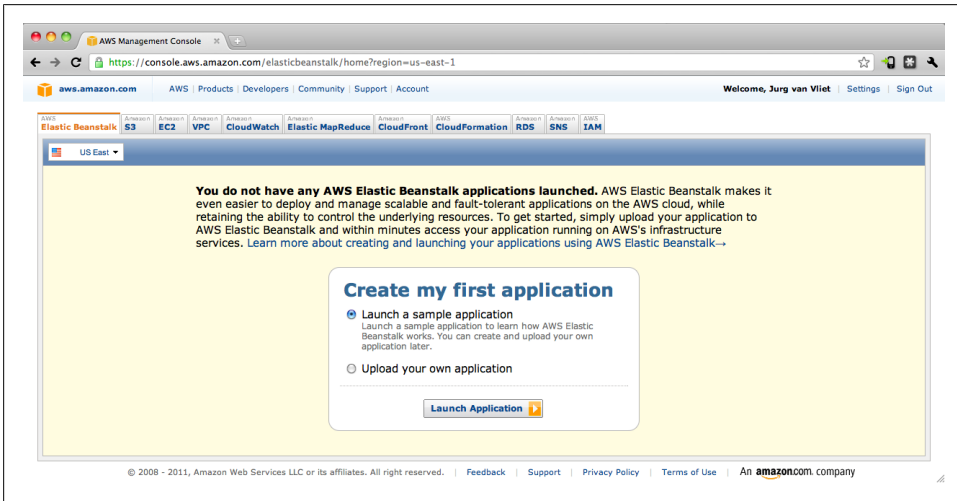 AWS Management Console
https://console.aws.amazon.com/elasticbeanstalk/home?region=us-east-1
aws.amazon.com AWS | Products | Developers | Community | Support | Account Welcome, Jurg van Vliet | Settings | Sign Out
AWS Amazon Amazon Amazon Amazon Amazon Amazon AWS Amazon Amazon AWS
Elastic Beanstalk S3 EC2 VPC CloudWatch Elastic MapReduce CloudFront CloudFormation RDS SNS IAM
US East
You do not have any AWS Elastic Beanstalk applications launched. AWS Elastic Beanstalk makes it
even easier to deploy and manage scalable and fault-tolerant applications on the AWS cloud, while
retaining the ability to control the underlying resources. To get started, simply upload your application to
AWS Elastic Beanstalk and within minutes access your application running on AWS's infrastructure
services. Learn more about creating and launching your applications using AWS Elastic Beanstalk→
Create my first application
Launch a sample application
Launch a sample application to learn how AWS Elastic
Beanstalk works. You can create and upload your own
application later.
Upload your own application
Launch Application
© 2008 - 2011, Amazon Web Services LLC or its affiliates. All right reserved. | Feedback | Support | Privacy Policy | Terms of Use | An amazon.com. company